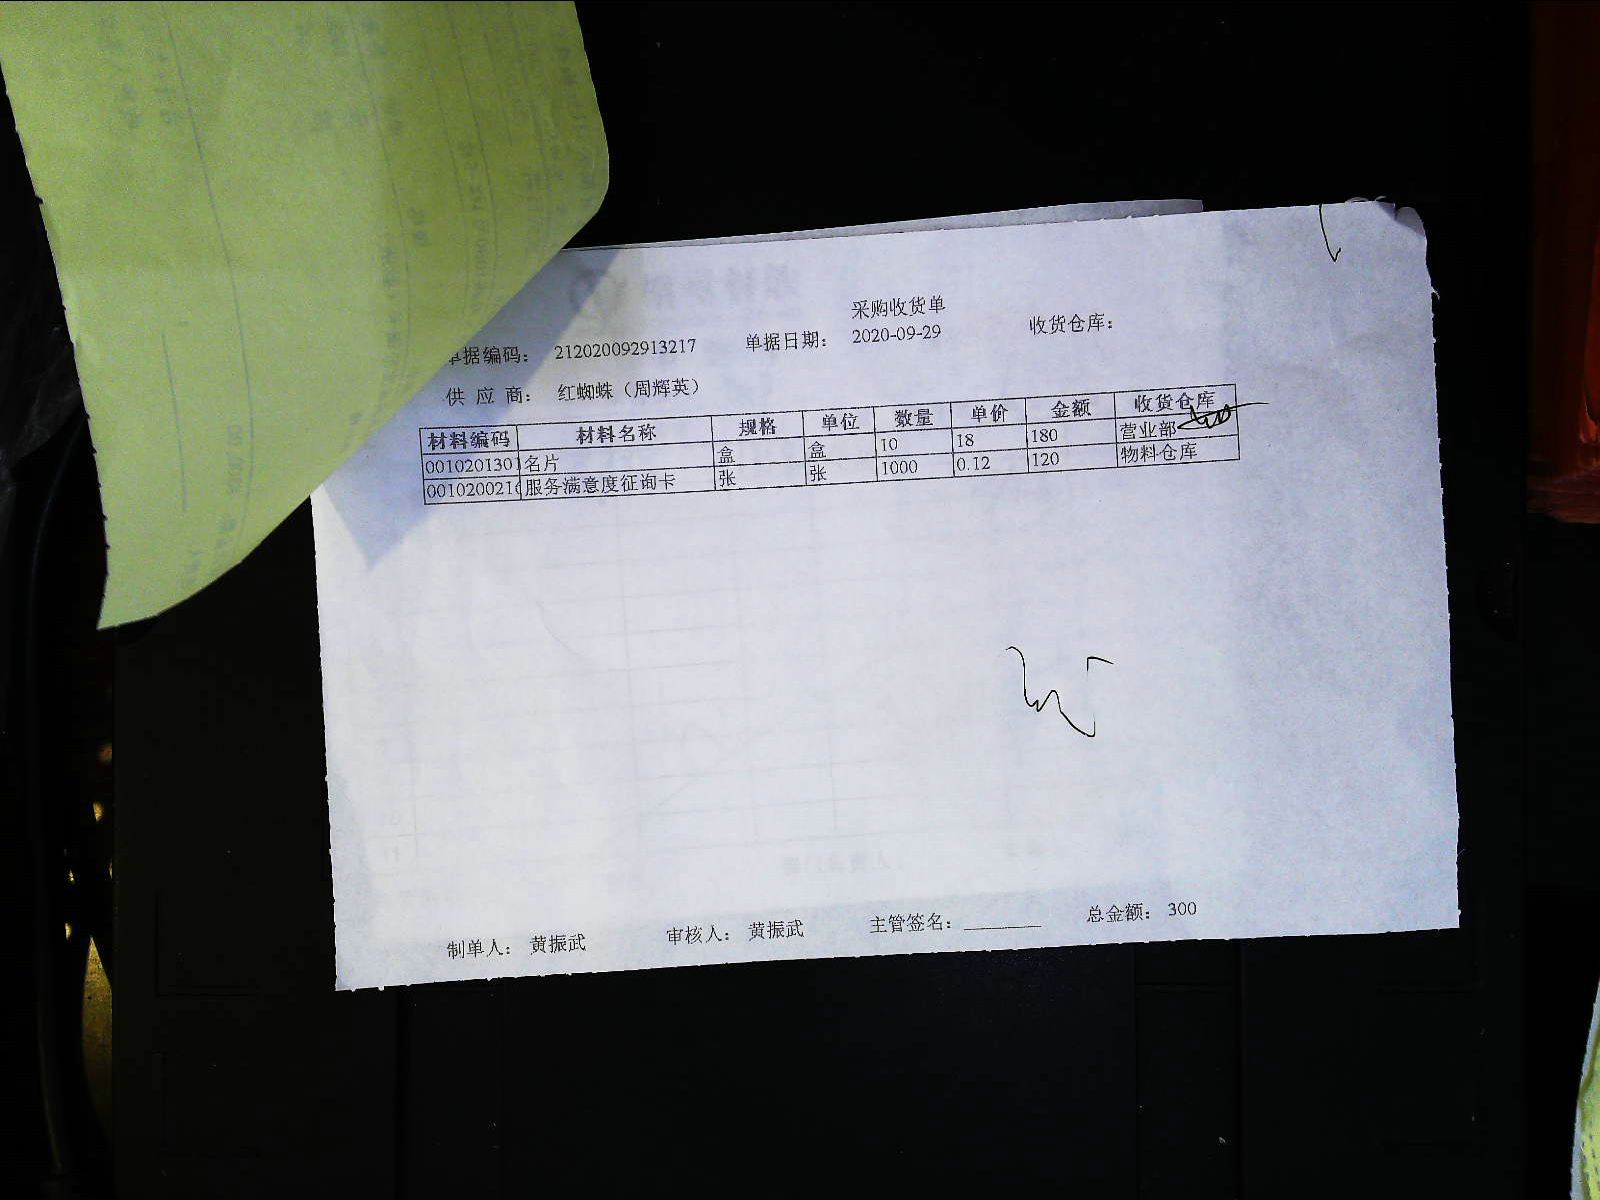 采购收货单
单据编码： 212020092913217 单据日期： 2020-09-29 收货仓库：
供应商： 红蜘蛛（周辉英）
材料编码 材料名称 规格 单位 数量 单价 金额 收货仓库
001020130 名片 盒 盒 10 18 180 营业部
001020021 服务满意度征询卡 张 张 1000 0.12 120 物料仓库
制单人： 黄振武 审核人： 黄振武 主管签名：________ 总金额： 300